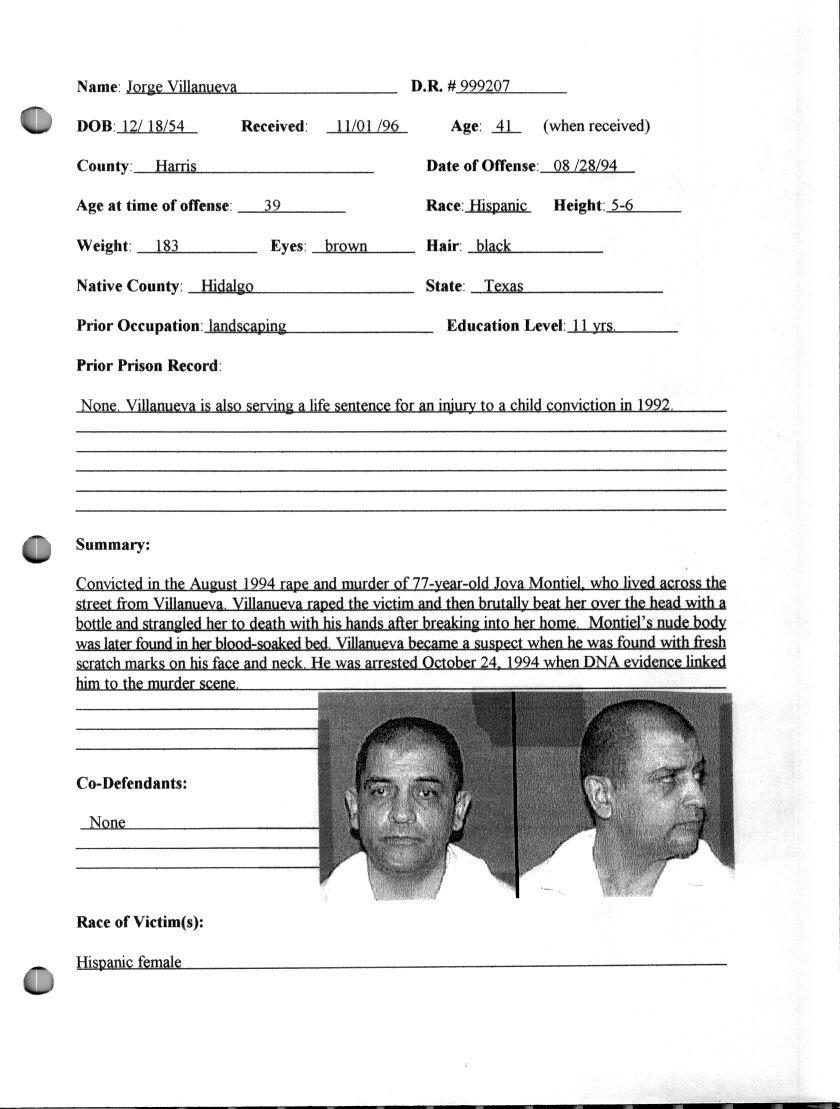 Name: Jorge Villanueva D.R. # 999207
DOB: 12/ 18/54 Received: 11/01 /96 Age: 41 (when received)
County: Harris Date of Offense: 08 /28/94
Age at time of offense: 39 Race: Hispanic Height: 5-6
Weight: 183 Eyes: brown Hair: black
Native County: Hidalgo State: Texas
Prior Occupation: landscaping Education Level: 11 yrs.
Prior Prison Record:
None. Villanueva is also serving a life sentence for an injury to a child conviction in 1992.
Summary:
Convicted in the August 1994 rape and murder of 77-year-old Jova Montiel, who lived across the
street from Villanueva. Villanueva raped the victim and then brutally beat her over the head with a
bottle and strangled her to death with his hands after breaking into her home. Montiel's nude body
was later found in her blood-soaked bed. Villanueva became a suspect when he was found with fresh
scratch marks on his face and neck. He was arrested October 24, 1994 when DNA evidence linked
him to the murder scene.
Co-Defendants:
None
Race of Victim(s):
Hispanic female